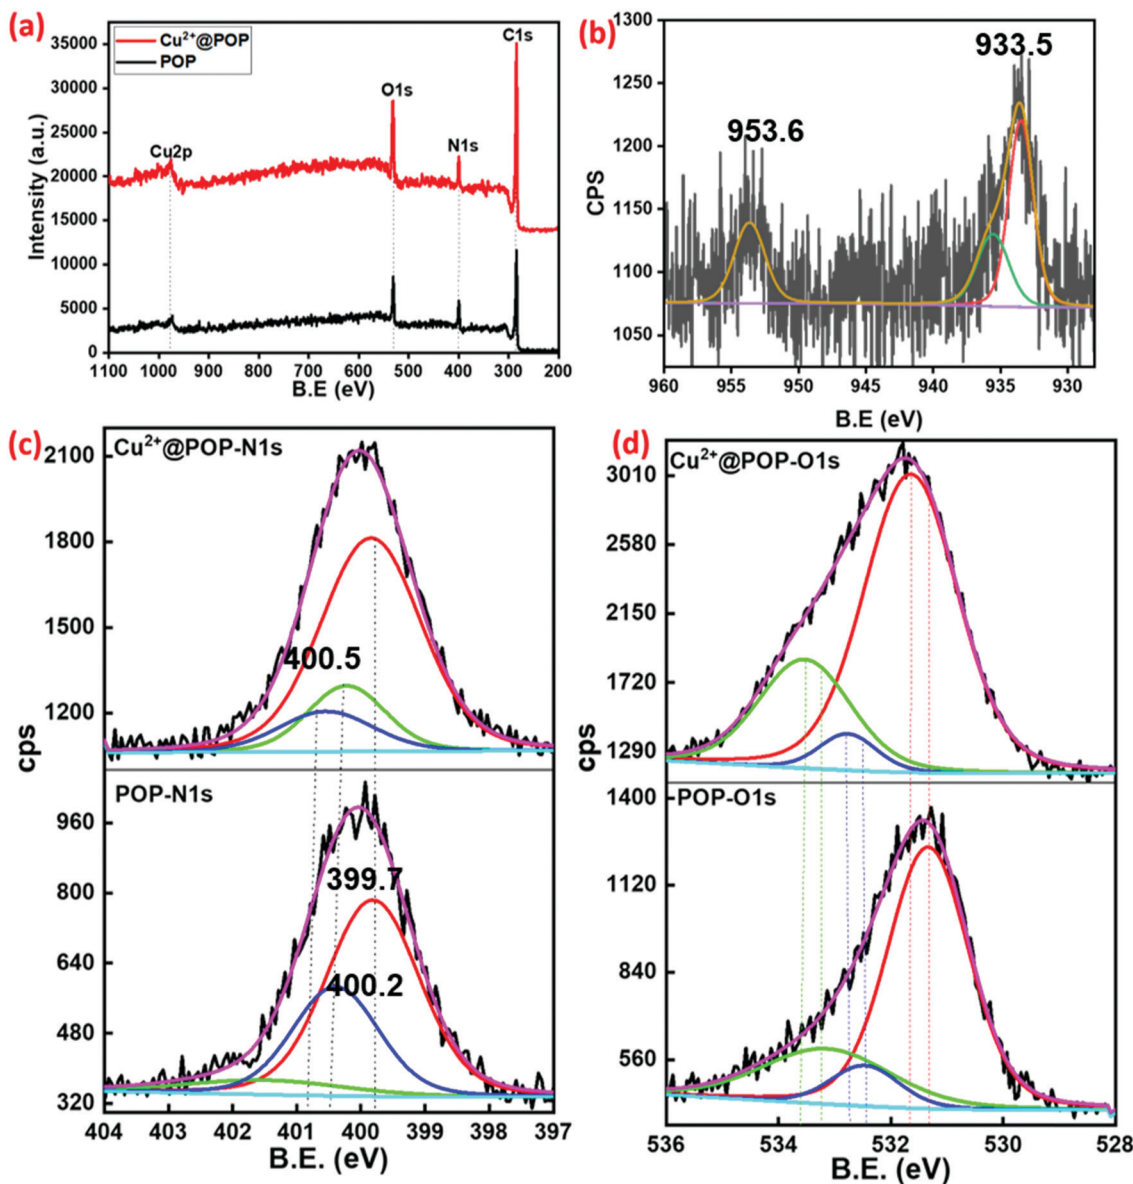 (a)
Cu²⁺@POP
POP
C1s
O1s
N1s
Cu2p
Intensity (a.u.)
35000
30000
25000
20000
15000
10000
5000
0
1100 1000 900 800 700 600 500 400 300 200
B.E (eV)
(b)
933.5
953.6
CPS
1300
1250
1200
1150
1100
1050
960 955 950 945 940 935 930
B.E (eV)
(c)
Cu²⁺@POP-N1s
400.5
cps
2100
1800
1500
1200
POP-N1s
399.7
400.2
960
800
640
480
320
404 403 402 401 400 399 398 397
B.E. (eV)
(d)
Cu²⁺@POP-O1s
cps
3010
2580
2150
1720
1290
POP-O1s
1400
1120
840
560
536 534 532 530 528
B.E. (eV)